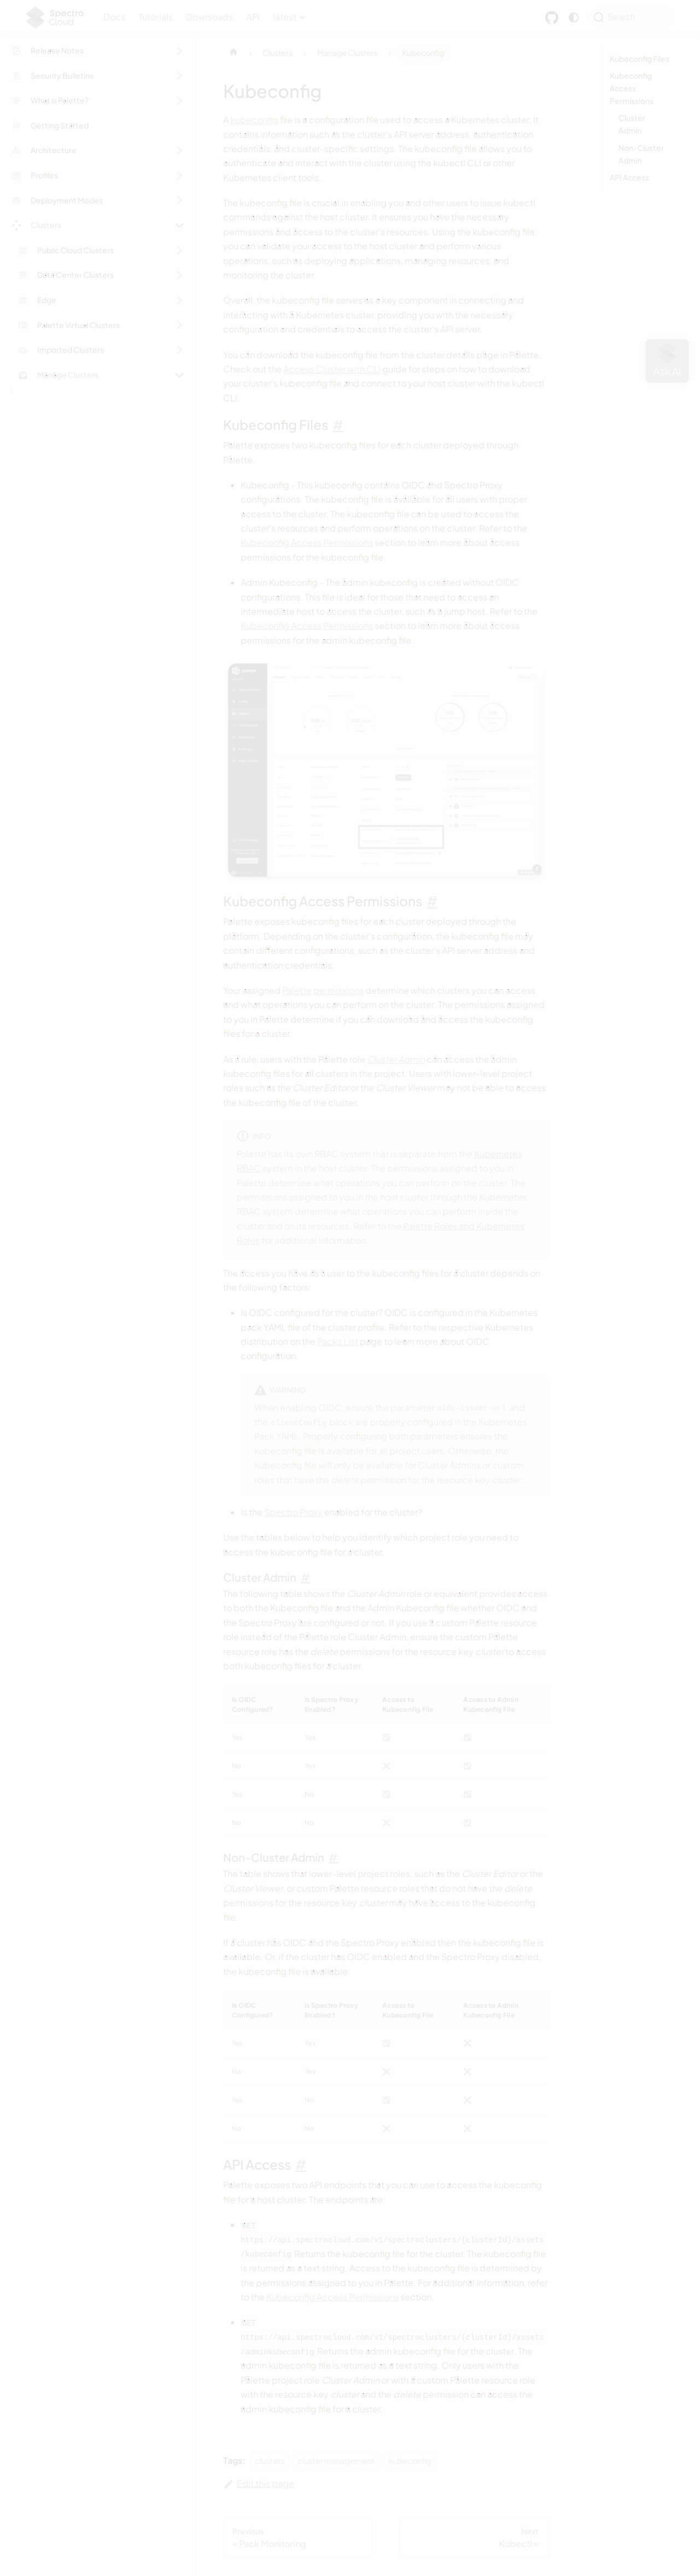 Spectro Cloud
Docs Tutorials Downloads API latest
Search
Release Notes
Security Bulletins
What is Palette?
Getting Started
Architecture
Profiles
Deployment Modes
Clusters
Public Cloud Clusters
Data Center Clusters
Edge
Palette Virtual Clusters
Imported Clusters
Manage Clusters
Clusters
Manage Clusters
Kubeconfig
Kubeconfig Files
Kubeconfig
Access
Permissions
Cluster
Admin
Non-Cluster
Admin
API Access
Ask AI
Kubeconfig
A kubeconfig file is a configuration file used to access a Kubernetes cluster. It
contains information such as the cluster's API server address, authentication
credentials, and cluster-specific settings. The kubeconfig file allows you to
authenticate and interact with the cluster using the kubectl CLI or other
Kubernetes client tools.
The kubeconfig file is crucial in enabling you and other users to issue kubectl
commands against the host cluster. It ensures you have the necessary
permissions and access to the cluster's resources. Using the kubeconfig file,
you can validate your access to the host cluster and perform various
operations, such as deploying applications, managing resources, and
monitoring the cluster.
Overall, the kubeconfig file serves as a key component in connecting and
interacting with a Kubernetes cluster, providing you with the necessary
configuration and credentials to access the cluster's API server.
You can download the kubeconfig file from the cluster details page in Palette.
Check out the Access Cluster with CLI guide for steps on how to download
your cluster's kubeconfig file and connect to your host cluster with the kubectl
CLI.
Kubeconfig Files #
Palette exposes two kubeconfig files for each cluster deployed through
Palette.
Kubeconfig - This kubeconfig contains OIDC and Spectro Proxy
configurations. The kubeconfig file is available for all users with proper
access to the cluster. The kubeconfig file can be used to access the
cluster's resources and perform operations on the cluster. Refer to the
Kubeconfig Access Permissions section to learn more about access
permissions for the kubeconfig file.
Admin Kubeconfig - The admin kubeconfig is created without OIDC
configurations. This file is ideal for those that need to access an
intermediate host to access the cluster, such as a jump host. Refer to the
Kubeconfig Access Permissions section to learn more about access
permissions for the admin kubeconfig file.
Kubeconfig Access Permissions #
Palette exposes kubeconfig files for each cluster deployed through the
platform. Depending on the cluster's configuration, the kubeconfig file may
contain different configurations, such as the cluster's API server address and
authentication credentials.
Your assigned Palette permissions determine which clusters you can access
and what operations you can perform on the cluster. The permissions assigned
to you in Palette determine if you can download and access the kubeconfig
files for a cluster.
As a rule, users with the Palette role Cluster Admin can access the admin
kubeconfig files for all clusters in the project. Users with lower-level project
roles such as the Cluster Editor or the Cluster Viewer may not be able to access
the kubeconfig file of the cluster.
INFO
Palette has its own RBAC system that is separate from the Kubernetes
RBAC system in the host cluster. The permissions assigned to you in
Palette determine what operations you can perform on the cluster. The
permissions assigned to you in the host cluster through the Kubernetes
RBAC system determine what operations you can perform inside the
cluster and on its resources. Refer to the Palette Roles and Kubernetes
Roles for additional information.
The access you have as a user to the kubeconfig files for a cluster depends on
the following factors:
Is OIDC configured for the cluster? OIDC is configured in the Kubernetes
pack YAML file of the cluster profile. Refer to the respective Kubernetes
distribution on the Packs List page to learn more about OIDC
configuration.
WARNING
When enabling OIDC, ensure the parameter oidc-issuer-url and
the clientConfig block are properly configured in the Kubernetes
Pack YAML. Properly configuring both parameters ensures the
kubeconfig file is available for all project users. Otherwise, the
kubeconfig file will only be available for Cluster Admins or custom
roles that have the delete permission for the resource key cluster.
Is the Spectro Proxy enabled for the cluster?
Use the tables below to help you identify which project role you need to
access the kubeconfig file for a cluster.
Cluster Admin #
The following table shows the Cluster Admin role or equivalent provides access
to both the Kubeconfig file and the Admin Kubeconfig file whether OIDC and
the Spectro Proxy are configured or not. If you use a custom Palette resource
role instead of the Palette role Cluster Admin, ensure the custom Palette
resource role has the delete permissions for the resource key cluster to access
both kubeconfig files for a cluster.
Is OIDC Configured? Is Spectro Proxy Enabled? Access to Kubeconfig File Access to Admin Kubeconfig File
Yes Yes ✅ ✅
No Yes ❌ ✅
Yes No ✅ ✅
No No ❌ ✅
Non-Cluster Admin #
The table shows that lower-level project roles, such as the Cluster Editor or the
Cluster Viewer, or custom Palette resource roles that do not have the delete
permissions for the resource key cluster may have access to the kubeconfig
file.
If a cluster has OIDC and the Spectro Proxy enabled then the kubeconfig file is
available. Or, if the cluster has OIDC enabled and the Spectro Proxy disabled,
the kubeconfig file is available.
Is OIDC Configured? Is Spectro Proxy Enabled? Access to Kubeconfig File Access to Admin Kubeconfig File
Yes Yes ✅ ❌
No Yes ❌ ❌
Yes No ✅ ❌
No No ❌ ❌
API Access #
Palette exposes two API endpoints that you can use to access the kubeconfig
file for a host cluster. The endpoints are:
GET
https://api.spectrocloud.com/v1/spectroclusters/{clusterId}/assets
/kubeconfig Returns the kubeconfig file for the cluster. The kubeconfig file
is returned as a text string. Access to the kubeconfig file is determined by
the permissions assigned to you in Palette. For additional information, refer
to the Kubeconfig Access Permissions section.
GET
https://api.spectrocloud.com/v1/spectroclusters/{clusterId}/assets
/adminkubeconfig Returns the admin kubeconfig file for the cluster. The
admin kubeconfig file is returned as a text string. Only users with the
Palette project role Cluster Admin or with a custom Palette resource role
with the resource key cluster and the delete permission can access the
admin kubeconfig file for a cluster.
Tags: clusters cluster management kubeconfig
Edit this page
Previous
« Pack Monitoring
Next
Kubectl »